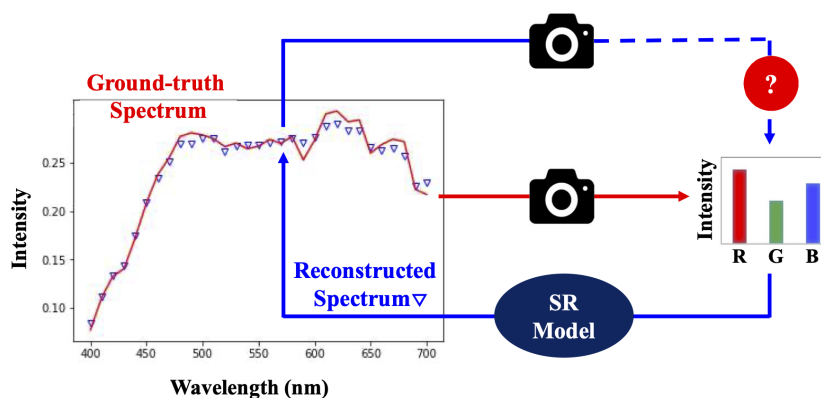 Ground-truth
Spectrum
?
Intensity
0.25
0.20
0.15
0.10
Intensity
R G B
Reconstructed
Spectrum▽
SR
Model
400 450 500 550 600 650 700
Wavelength (nm)